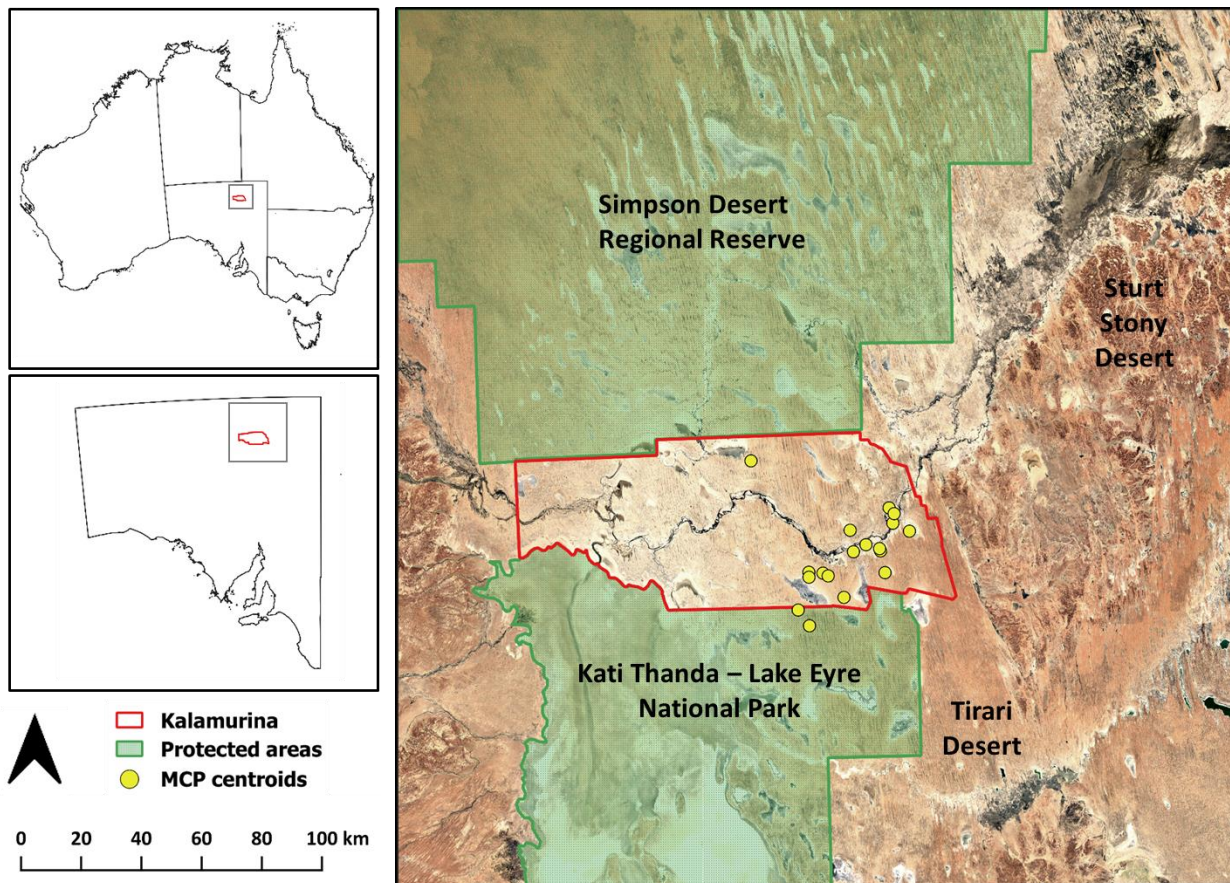 Simpson Desert
Regional Reserve
Sturt
Stony
Desert
Kati Thanda – Lake Eyre
National Park
Tirari
Desert
Kalamurina
Protected areas
MCP centroids
0 20 40 60 80 100 km